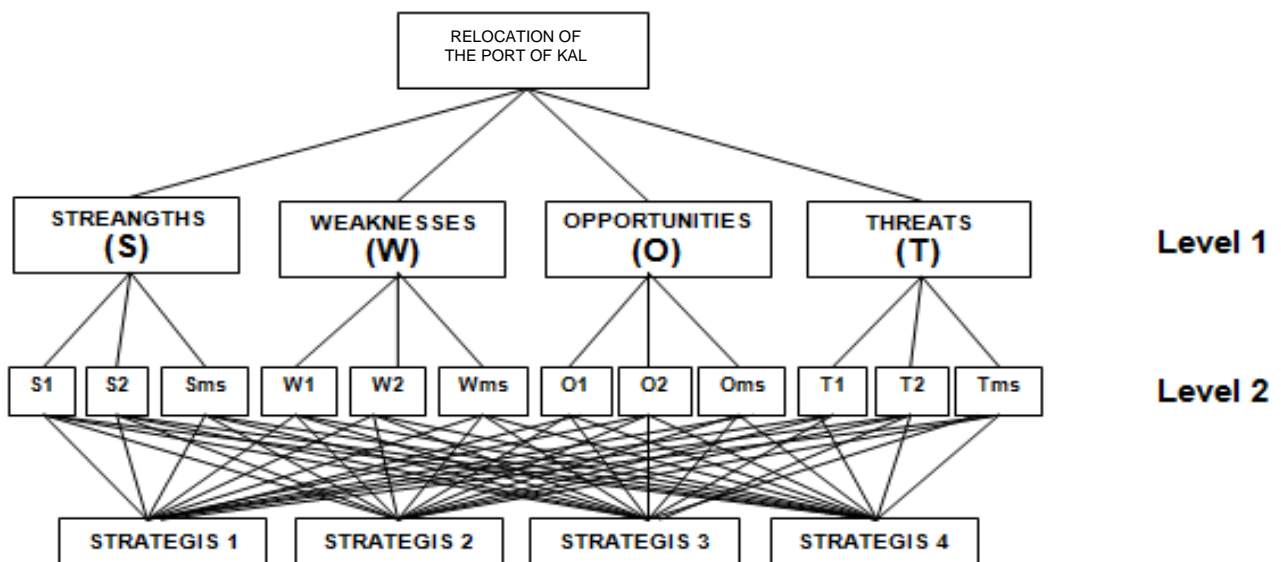 RELOCATION OF
THE PORT OF KAL
STREANGTHS
(S)
WEAKNESSES
(W)
OPPORTUNITIES
(O)
THREATS
(T)
Level 1
S1
S2
Sms
W1
W2
Wms
O1
O2
Oms
T1
T2
Tms
Level 2
STRATEGIS 1
STRATEGIS 2
STRATEGIS 3
STRATEGIS 4